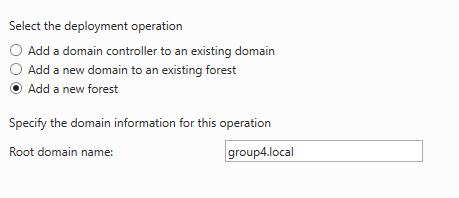 Select the deployment operation
Add a domain controller to an existing domain
Add a new domain to an existing forest
Add a new forest
Specify the domain information for this operation
Root domain name: group4.local